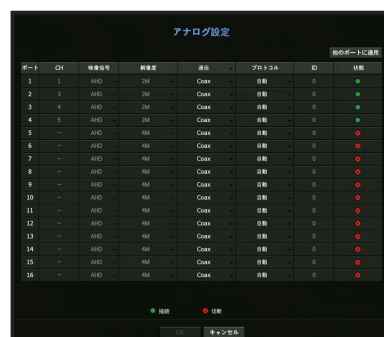 アナログ設定
他のポートに適用
ポート CH 映像信号 解像度 通信 プロトコル ID 状態
1 1 AHD 2M Coax 自動 0
2 3 AHD 2M Coax 自動 0
3 4 AHD 2M Coax 自動 0
4 5 AHD 2M Coax 自動 0
5 -- AHD 4M Coax 自動 0
6 -- AHD 4M Coax 自動 0
7 -- AHD 4M Coax 自動 0
8 -- AHD 4M Coax 自動 0
9 -- AHD 4M Coax 自動 0
10 -- AHD 4M Coax 自動 0
11 -- AHD 4M Coax 自動 0
12 -- AHD 4M Coax 自動 0
13 -- AHD 4M Coax 自動 0
14 -- AHD 4M Coax 自動 0
15 -- AHD 4M Coax 自動 0
16 -- AHD 4M Coax 自動 0
接続 切断
OK キャンセル